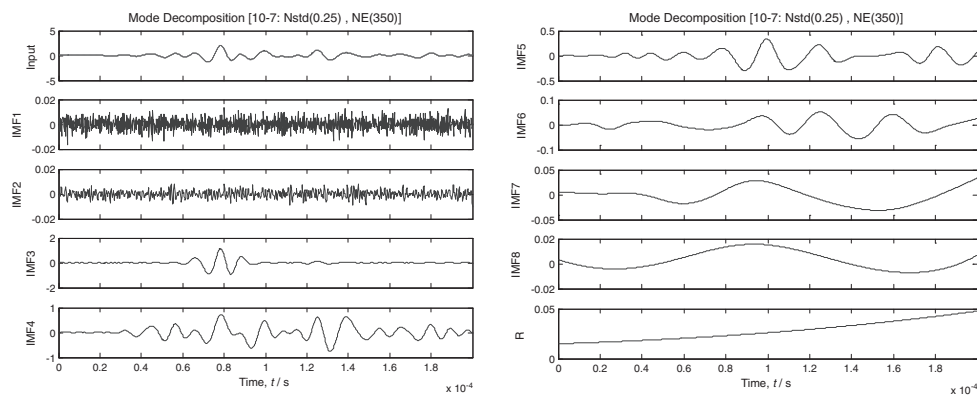 Mode Decomposition [10-7: Nstd(0.25) , NE(350)]
5
0
-5
Input
0.02
0
-0.02
IMF1
0.02
0
-0.02
IMF2
2
0
-2
IMF3
1
0
-1
IMF4
0 0.2 0.4 0.6 0.8 1 1.2 1.4 1.6 1.8
Time, t / s
x 10-4
Mode Decomposition [10-7: Nstd(0.25) , NE(350)]
0.5
0
-0.5
IMF5
0.1
0
-0.1
IMF6
0.05
0
-0.05
IMF7
0.02
0
-0.02
IMF8
0.05
0
R
0 0.2 0.4 0.6 0.8 1 1.2 1.4 1.6 1.8
Time, t / s
x 10-4